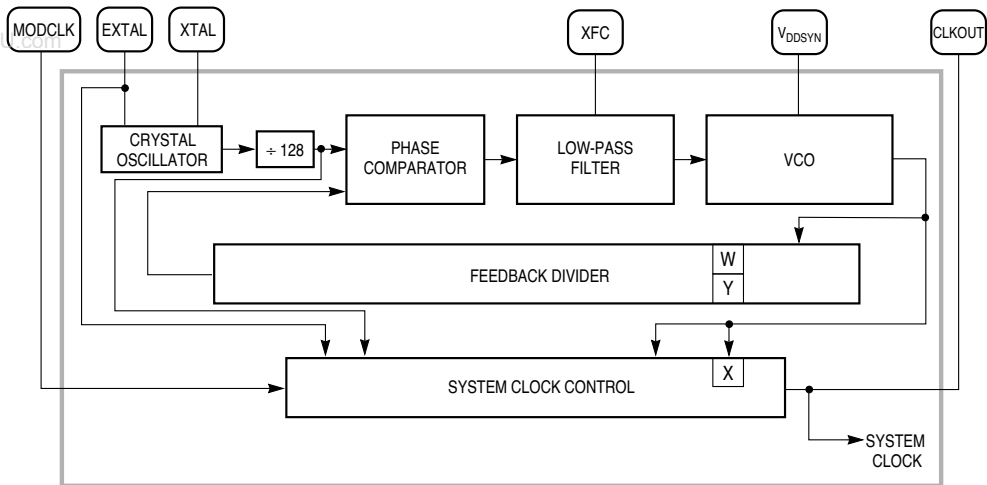 MODCLK
EXTAL
XTAL
XFC
VDDSYN
CLKOUT
u.com
CRYSTAL
OSCILLATOR
÷ 128
PHASE
COMPARATOR
LOW-PASS
FILTER
VCO
FEEDBACK DIVIDER
W
Y
SYSTEM CLOCK CONTROL
X
SYSTEM
CLOCK